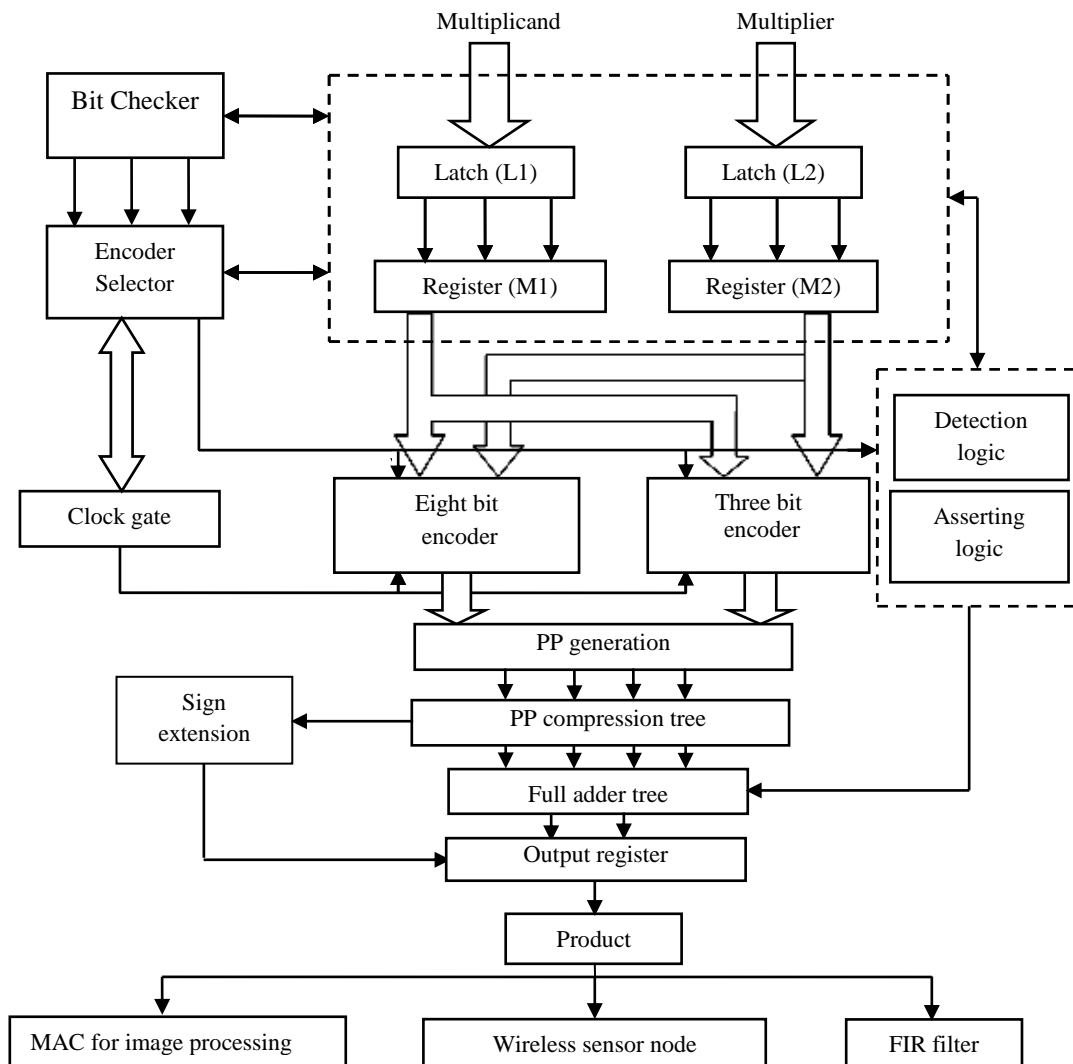 Multiplicand
Multiplier
Bit Checker
Latch (L1)
Latch (L2)
Encoder
Selector
Register (M1)
Register (M2)
Detection
logic
Eight bit
encoder
Three bit
encoder
Clock gate
Asserting
logic
PP generation
Sign
extension
PP compression tree
Full adder tree
Output register
Product
MAC for image processing
Wireless sensor node
FIR filter